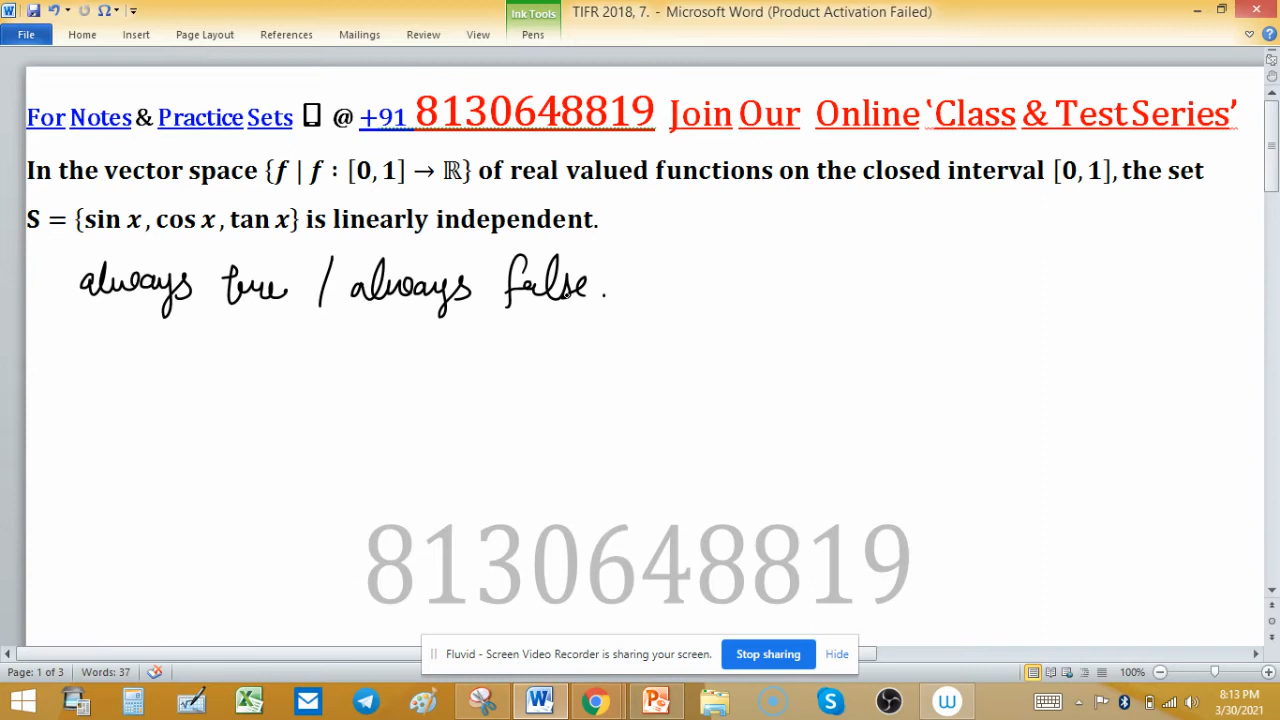 TIFR 2018, 7. - Microsoft Word (Product Activation Failed)
Ink Tools
File Home Insert Page Layout References Mailings Review View Pens
For Notes & Practice Sets @ +91 8130648819 Join Our Online ‘Class & Test Series’
In the vector space {f | f : [0, 1] → ℝ} of real valued functions on the closed interval [0, 1], the set
S = {sin x , cos x , tan x} is linearly independent.
always true / always false .
8130648819
Fluvid - Screen Video Recorder is sharing your screen. Stop sharing Hide
Page: 1 of 3 Words: 37 100%
8:13 PM
3/30/2021